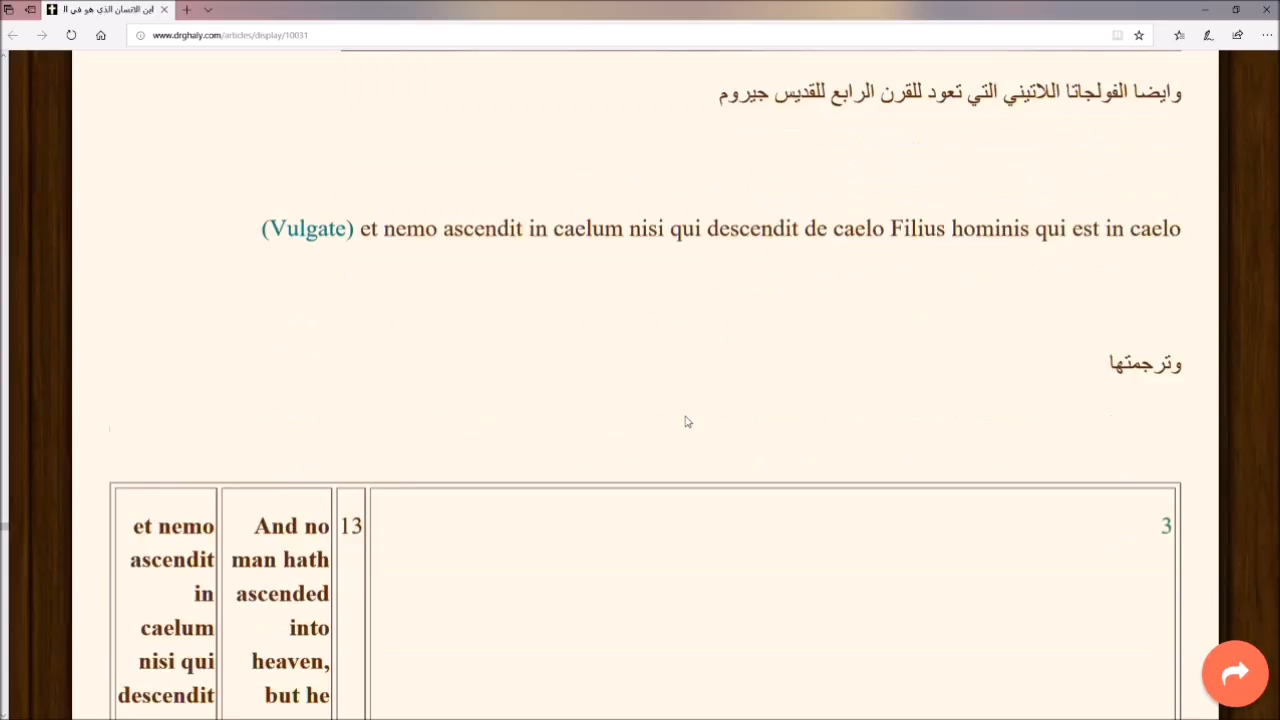 اين الانسان الذي هو في ال
www.drghaly.com/articles/display/10031
وايضا الفولجاتا اللاتيني التي تعود للقرن الرابع للقديس جيروم
(Vulgate) et nemo ascendit in caelum nisi qui descendit de caelo Filius hominis qui est in caelo
وترجمتها
et nemo And no 13 3
ascendit man hath
in ascended
caelum into
nisi qui heaven,
descendit but he